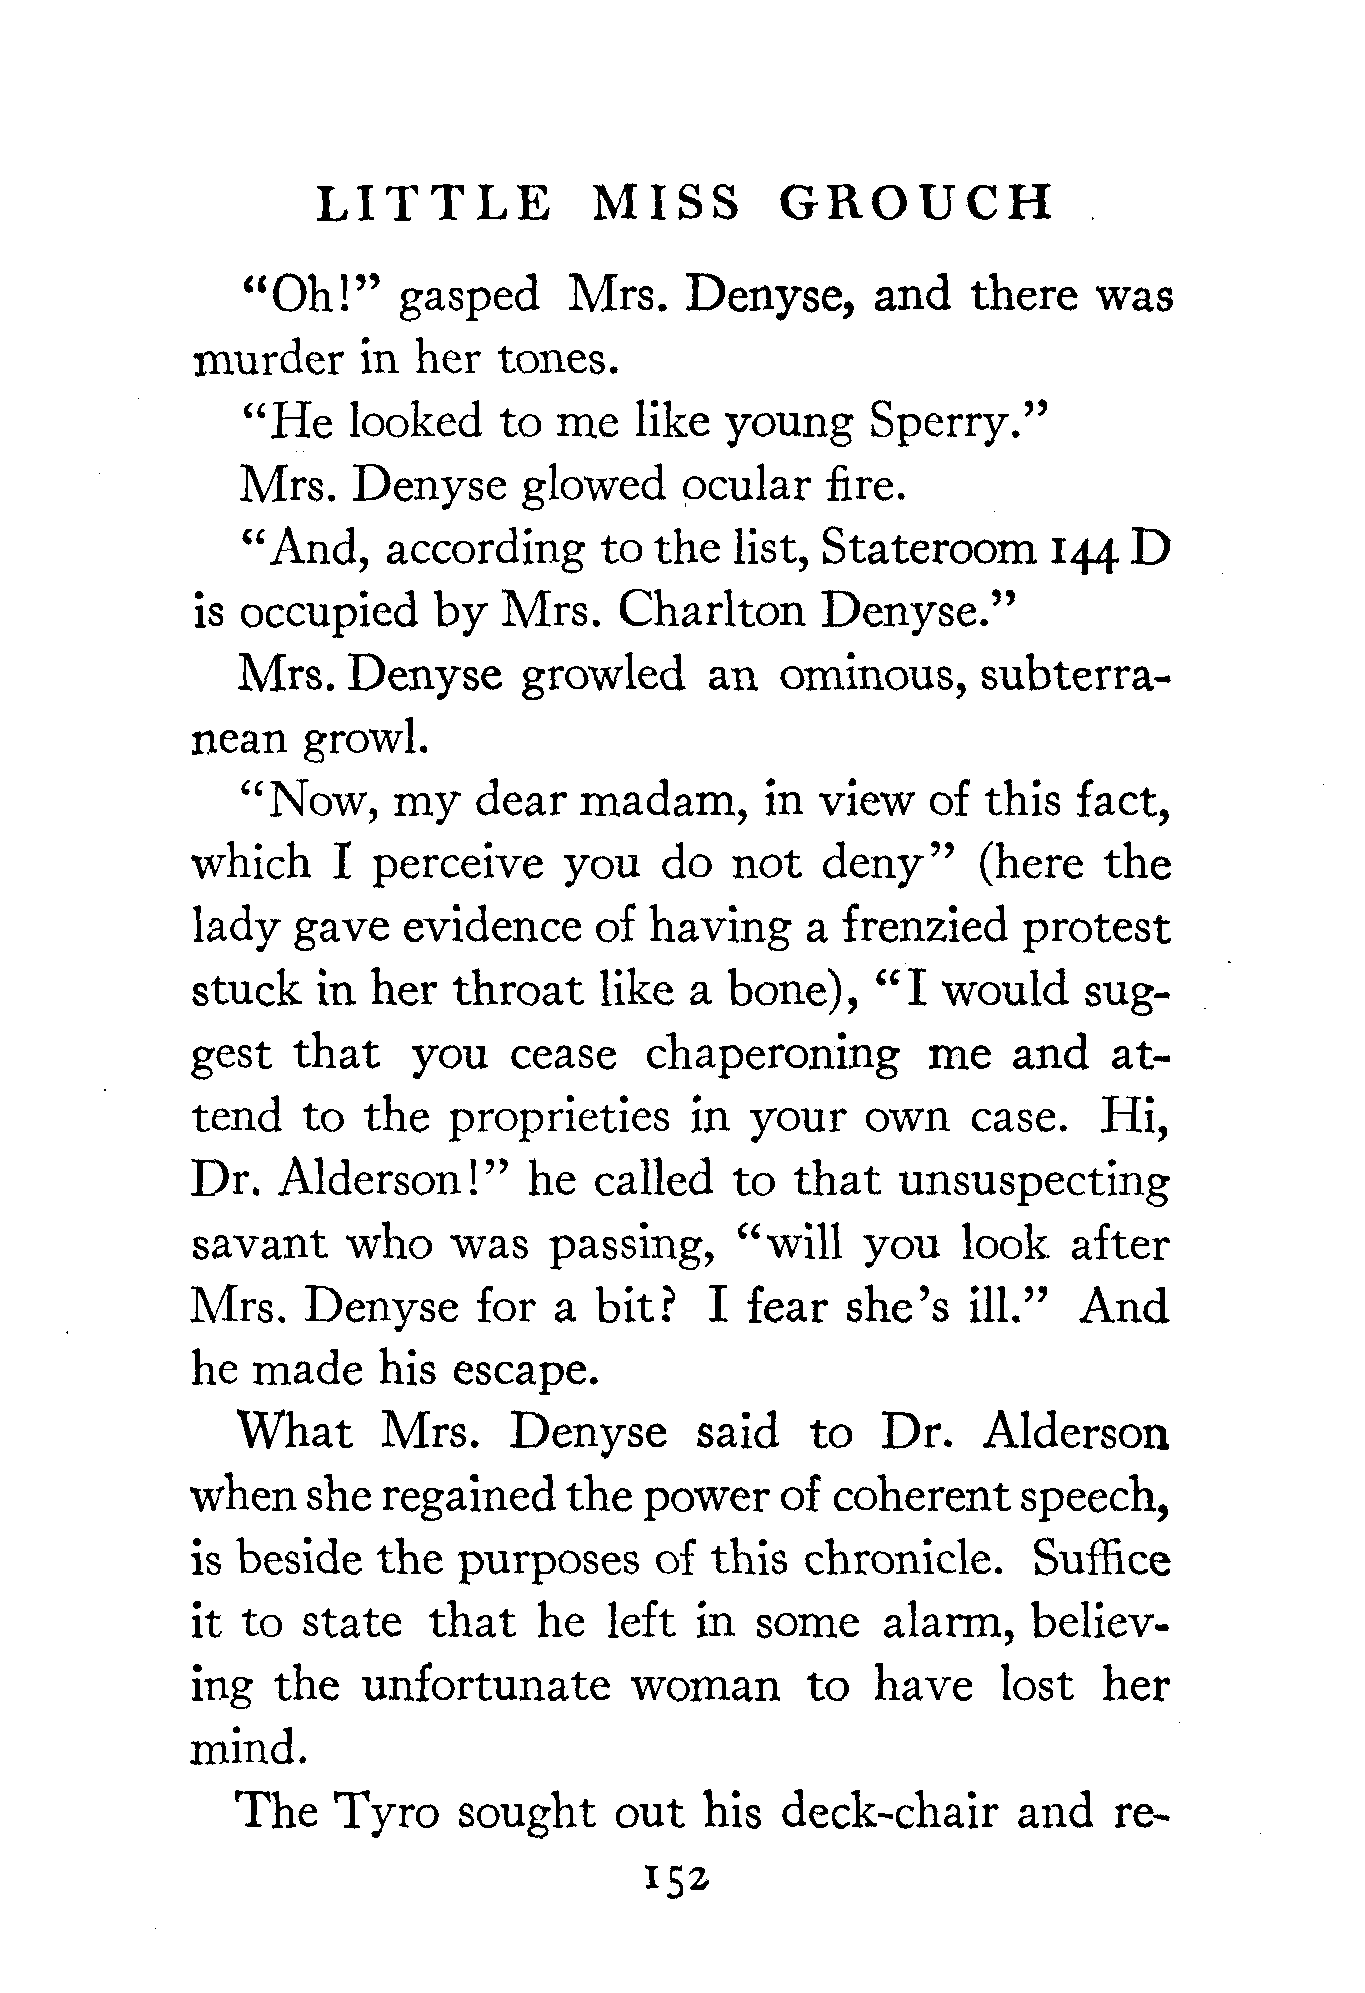 LITTLE MISS GROUCH
“Oh!” gasped Mrs. Denyse, and there was
murder in her tones.
“He looked to me like young Sperry.”
Mrs. Denyse glowed ocular fire.
“And, according to the list, Stateroom 144 D
is occupied by Mrs. Charlton Denyse.”
Mrs. Denyse growled an ominous, subterra-
nean growl.
“Now, my dear madam, in view of this fact,
which I perceive you do not deny” (here the
lady gave evidence of having a frenzied protest
stuck in her throat like a bone), “I would sug-
gest that you cease chaperoning me and at-
tend to the proprieties in your own case. Hi,
Dr. Alderson!” he called to that unsuspecting
savant who was passing, “will you look after
Mrs. Denyse for a bit? I fear she’s ill.” And
he made his escape.
What Mrs. Denyse said to Dr. Alderson
when she regained the power of coherent speech,
is beside the purposes of this chronicle. Suffice
it to state that he left in some alarm, believ-
ing the unfortunate woman to have lost her
mind.
The Tyro sought out his deck-chair and re-
152